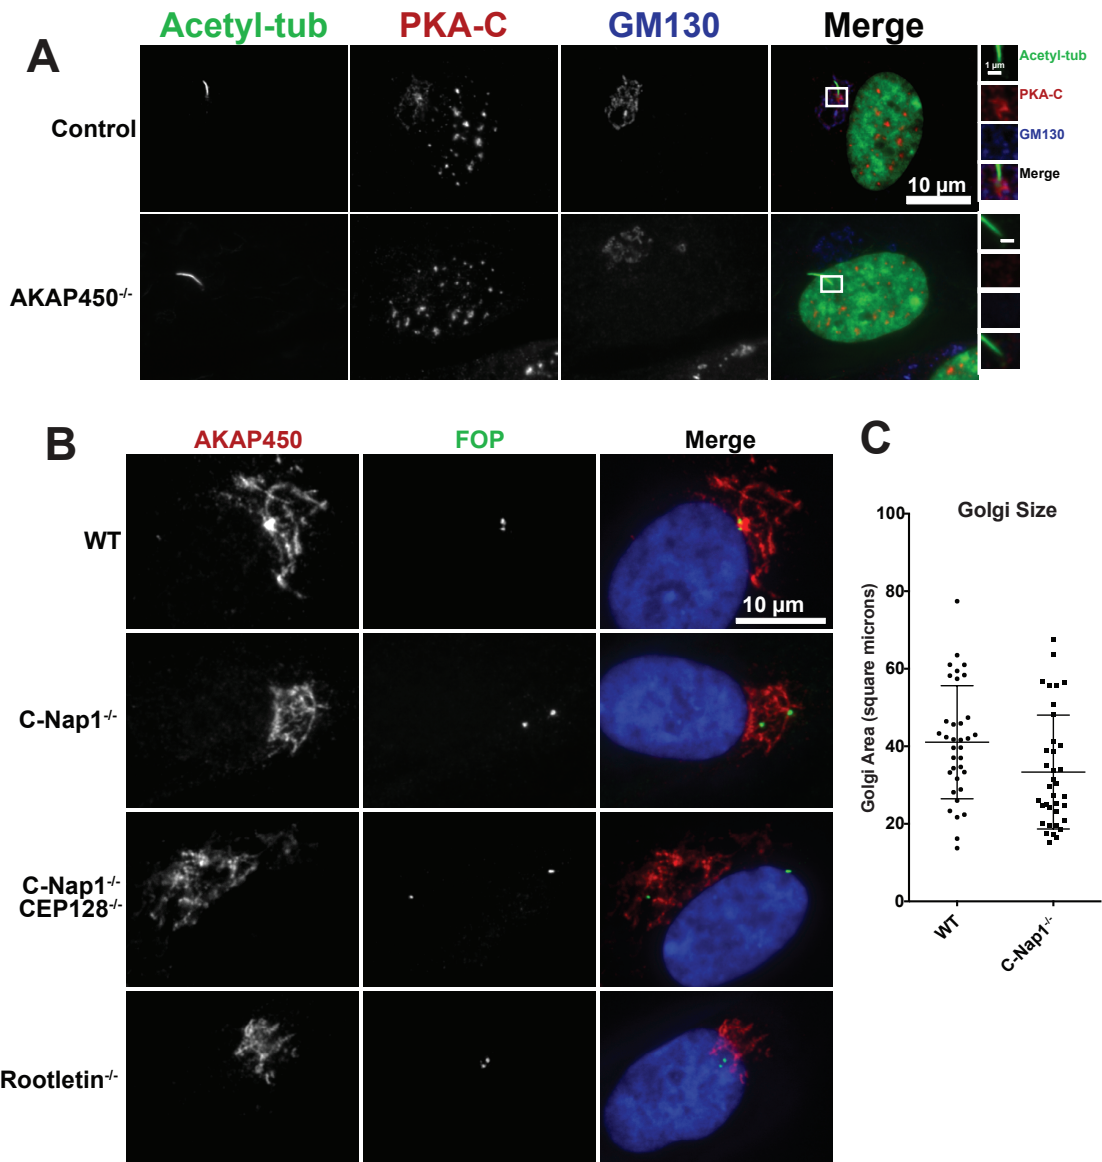 A
Acetyl-tub PKA-C GM130 Merge
Control
10 µm
1 µm
Acetyl-tub
PKA-C
GM130
Merge
AKAP450-/-
B
AKAP450 FOP Merge
WT
10 µm
C-Nap1-/-
C-Nap1-/-
CEP128-/-
Rootletin-/-
C
Golgi Size
Golgi Area (square microns)
100
80
60
40
20
0
WT
C-Nap1-/-